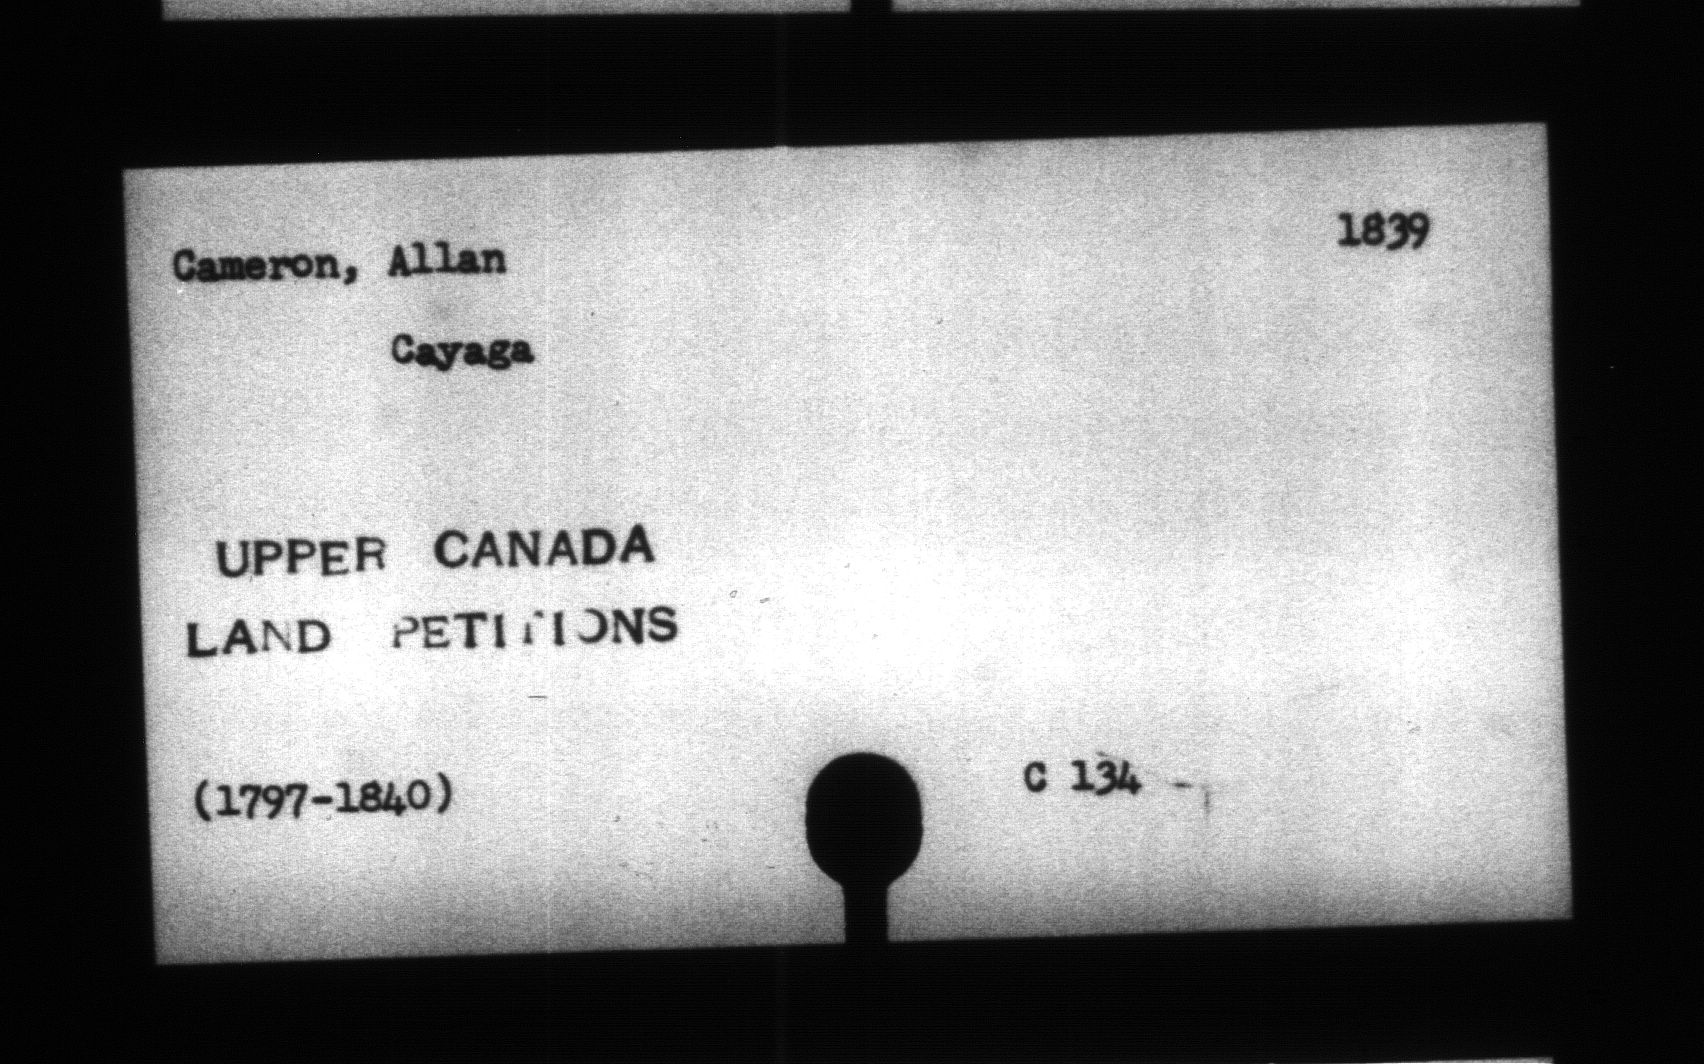 Cameron, Allan 1839
Cayaga
UPPER CANADA
LAND PETITIONS
(1797-1840) C 134 -